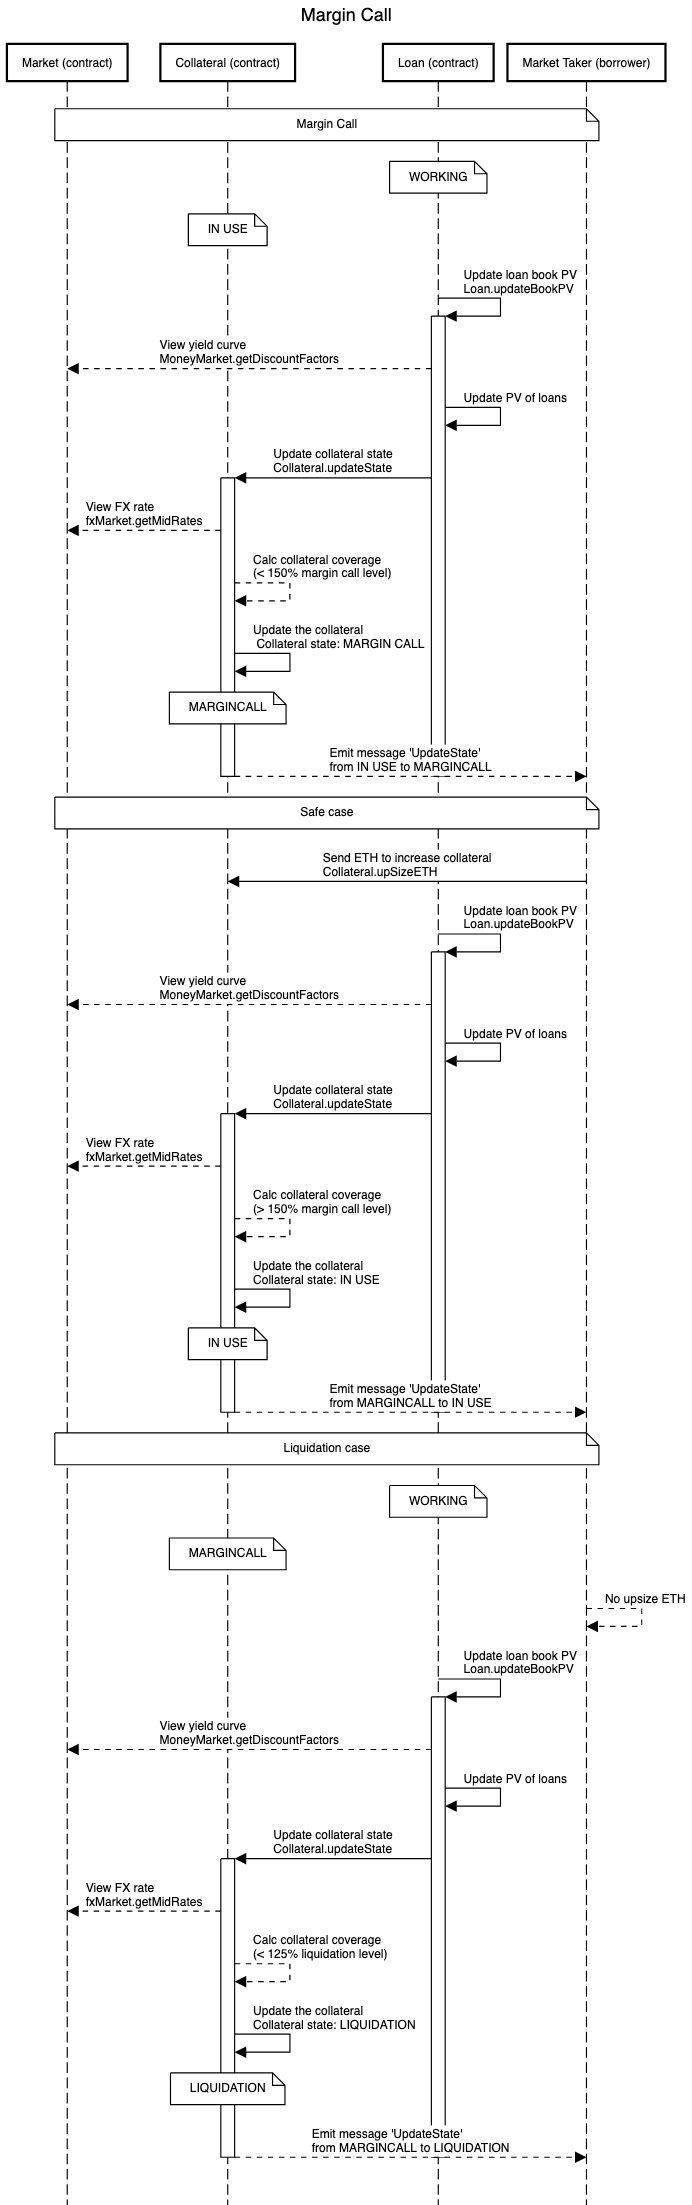 Margin Call
Market (contract)
Collateral (contract)
Loan (contract)
Market Taker (borrower)
Margin Call
WORKING
IN USE
Update loan book PV
Loan.updateBookPV
View yield curve
MoneyMarket.getDiscountFactors
Update PV of loans
Update collateral state
Collateral.updateState
View FX rate
fxMarket.getMidRates
Calc collateral coverage
(< 150% margin call level)
Update the collateral
Collateral state: MARGIN CALL
MARGINCALL
Emit message 'UpdateState'
from IN USE to MARGINCALL
Safe case
Send ETH to increase collateral
Collateral.upSizeETH
Update loan book PV
Loan.updateBookPV
View yield curve
MoneyMarket.getDiscountFactors
Update PV of loans
Update collateral state
Collateral.updateState
View FX rate
fxMarket.getMidRates
Calc collateral coverage
(> 150% margin call level)
Update the collateral
Collateral state: IN USE
IN USE
Emit message 'UpdateState'
from MARGINCALL to IN USE
Liquidation case
WORKING
MARGINCALL
No upsize ETH
Update loan book PV
Loan.updateBookPV
View yield curve
MoneyMarket.getDiscountFactors
Update PV of loans
Update collateral state
Collateral.updateState
View FX rate
fxMarket.getMidRates
Calc collateral coverage
(< 125% liquidation level)
Update the collateral
Collateral state: LIQUIDATION
LIQUIDATION
Emit message 'UpdateState'
from MARGINCALL to LIQUIDATION